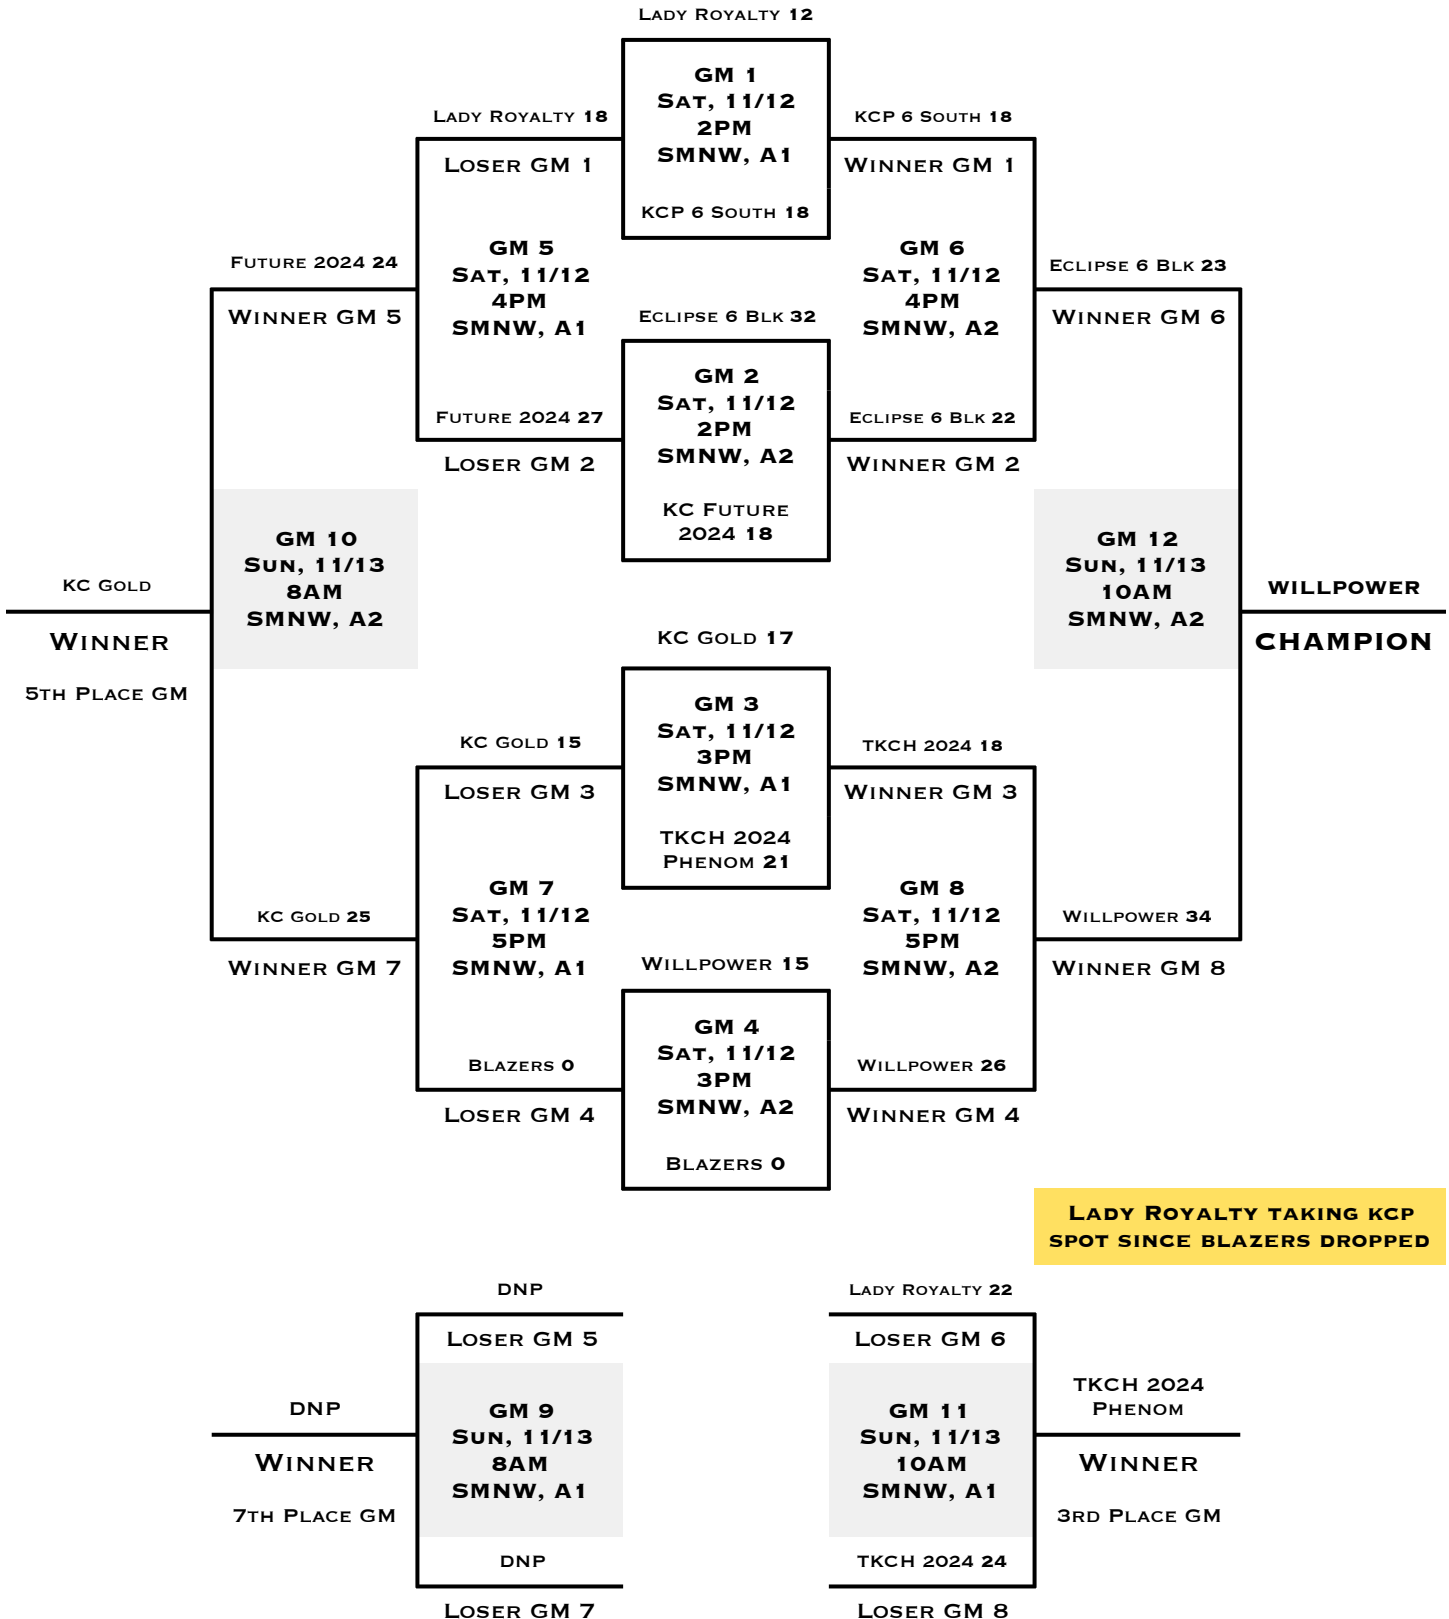 Lady Royalty 12
GM 1
Sat, 11/12
2PM
SMNW, A1
KCP 6 South 18
Lady Royalty 18
Loser GM 1
KCP 6 South 18
Winner GM 1
GM 5
Sat, 11/12
4PM
SMNW, A1
GM 6
Sat, 11/12
4PM
SMNW, A2
Future 2024 24
Winner GM 5
Eclipse 6 Blk 23
Winner GM 6
Eclipse 6 Blk 32
GM 2
Sat, 11/12
2PM
SMNW, A2
KC Future
2024 18
Future 2024 27
Loser GM 2
Eclipse 6 Blk 22
Winner GM 2
GM 10
Sun, 11/13
8AM
SMNW, A2
GM 12
Sun, 11/13
10AM
SMNW, A2
KC Gold
Winner
5th Place GM
WILLPOWER
CHAMPION
KC Gold 17
GM 3
Sat, 11/12
3PM
SMNW, A1
TKCH 2024
Phenom 21
KC Gold 15
Loser GM 3
TKCH 2024 18
Winner GM 3
GM 7
Sat, 11/12
5PM
SMNW, A1
GM 8
Sat, 11/12
5PM
SMNW, A2
KC Gold 25
Winner GM 7
Willpower 34
Winner GM 8
Willpower 15
GM 4
Sat, 11/12
3PM
SMNW, A2
Blazers 0
Blazers 0
Loser GM 4
Willpower 26
Winner GM 4
Lady Royalty taking kcp
spot since blazers dropped
DNP
Loser GM 5
GM 9
Sun, 11/13
8AM
SMNW, A1
DNP
Loser GM 7
DNP
Winner
7th Place GM
Lady Royalty 22
Loser GM 6
GM 11
Sun, 11/13
10AM
SMNW, A1
TKCH 2024 24
Loser GM 8
TKCH 2024
Phenom
Winner
3rd Place GM